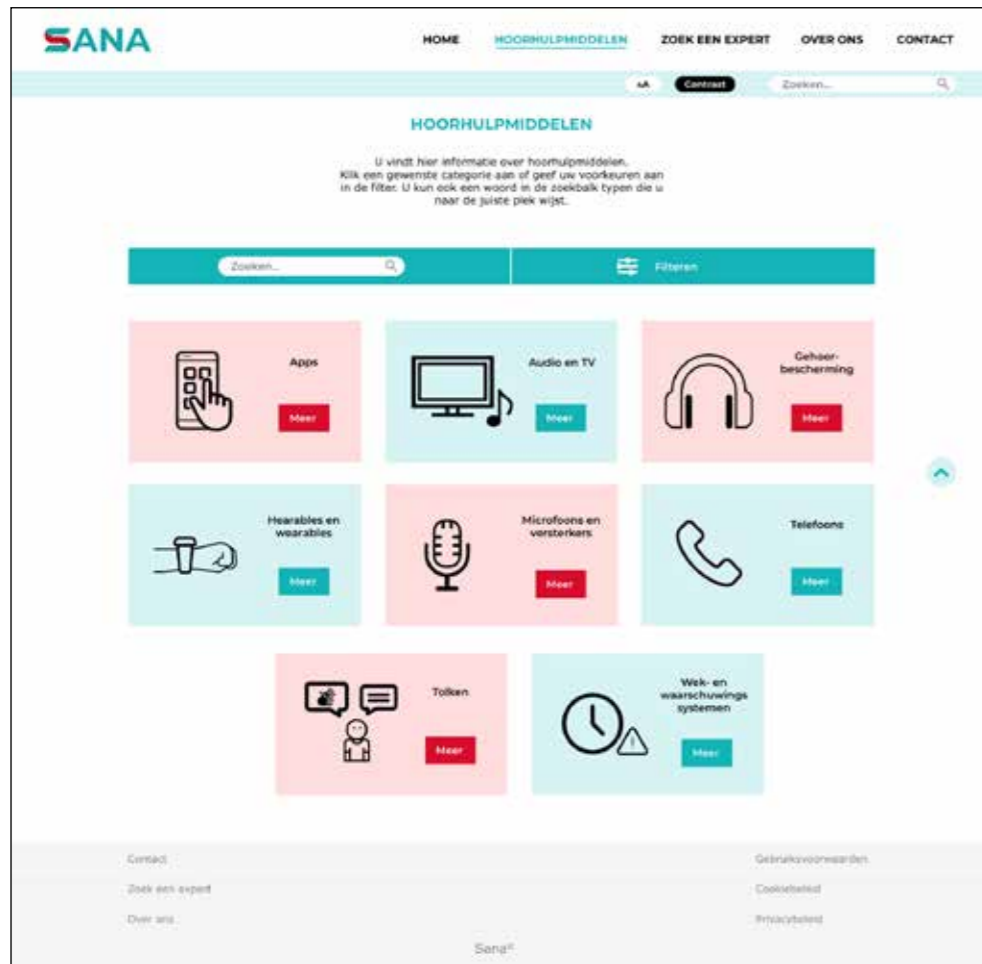 SANA
HOME HOORHULPMIDDELEN ZOEK EEN EXPERT OVER ONS CONTACT
AA Contrast Zoeken...
HOORHULPMIDDELEN
U vindt hier informatie over hoorhulpmiddelen.
Klik een gewenste categorie aan of geef uw voorkeuren aan
in de filter. U kun ook een woord in de zoekbalk typen die u
naar de juiste plek wijst.
Zoeken... Filteren
Apps
Meer
Audio en TV
Meer
Gehoor-
bescherming
Meer
Hearables en
wearables
Meer
Microfoons en
versterkers
Meer
Telefoons
Meer
Tolken
Meer
Wek- en
waarschuwings
systemen
Meer
Contact Gebruiksvoorwaarden
Zoek een expert Cookiebeleid
Over ons Privacybeleid